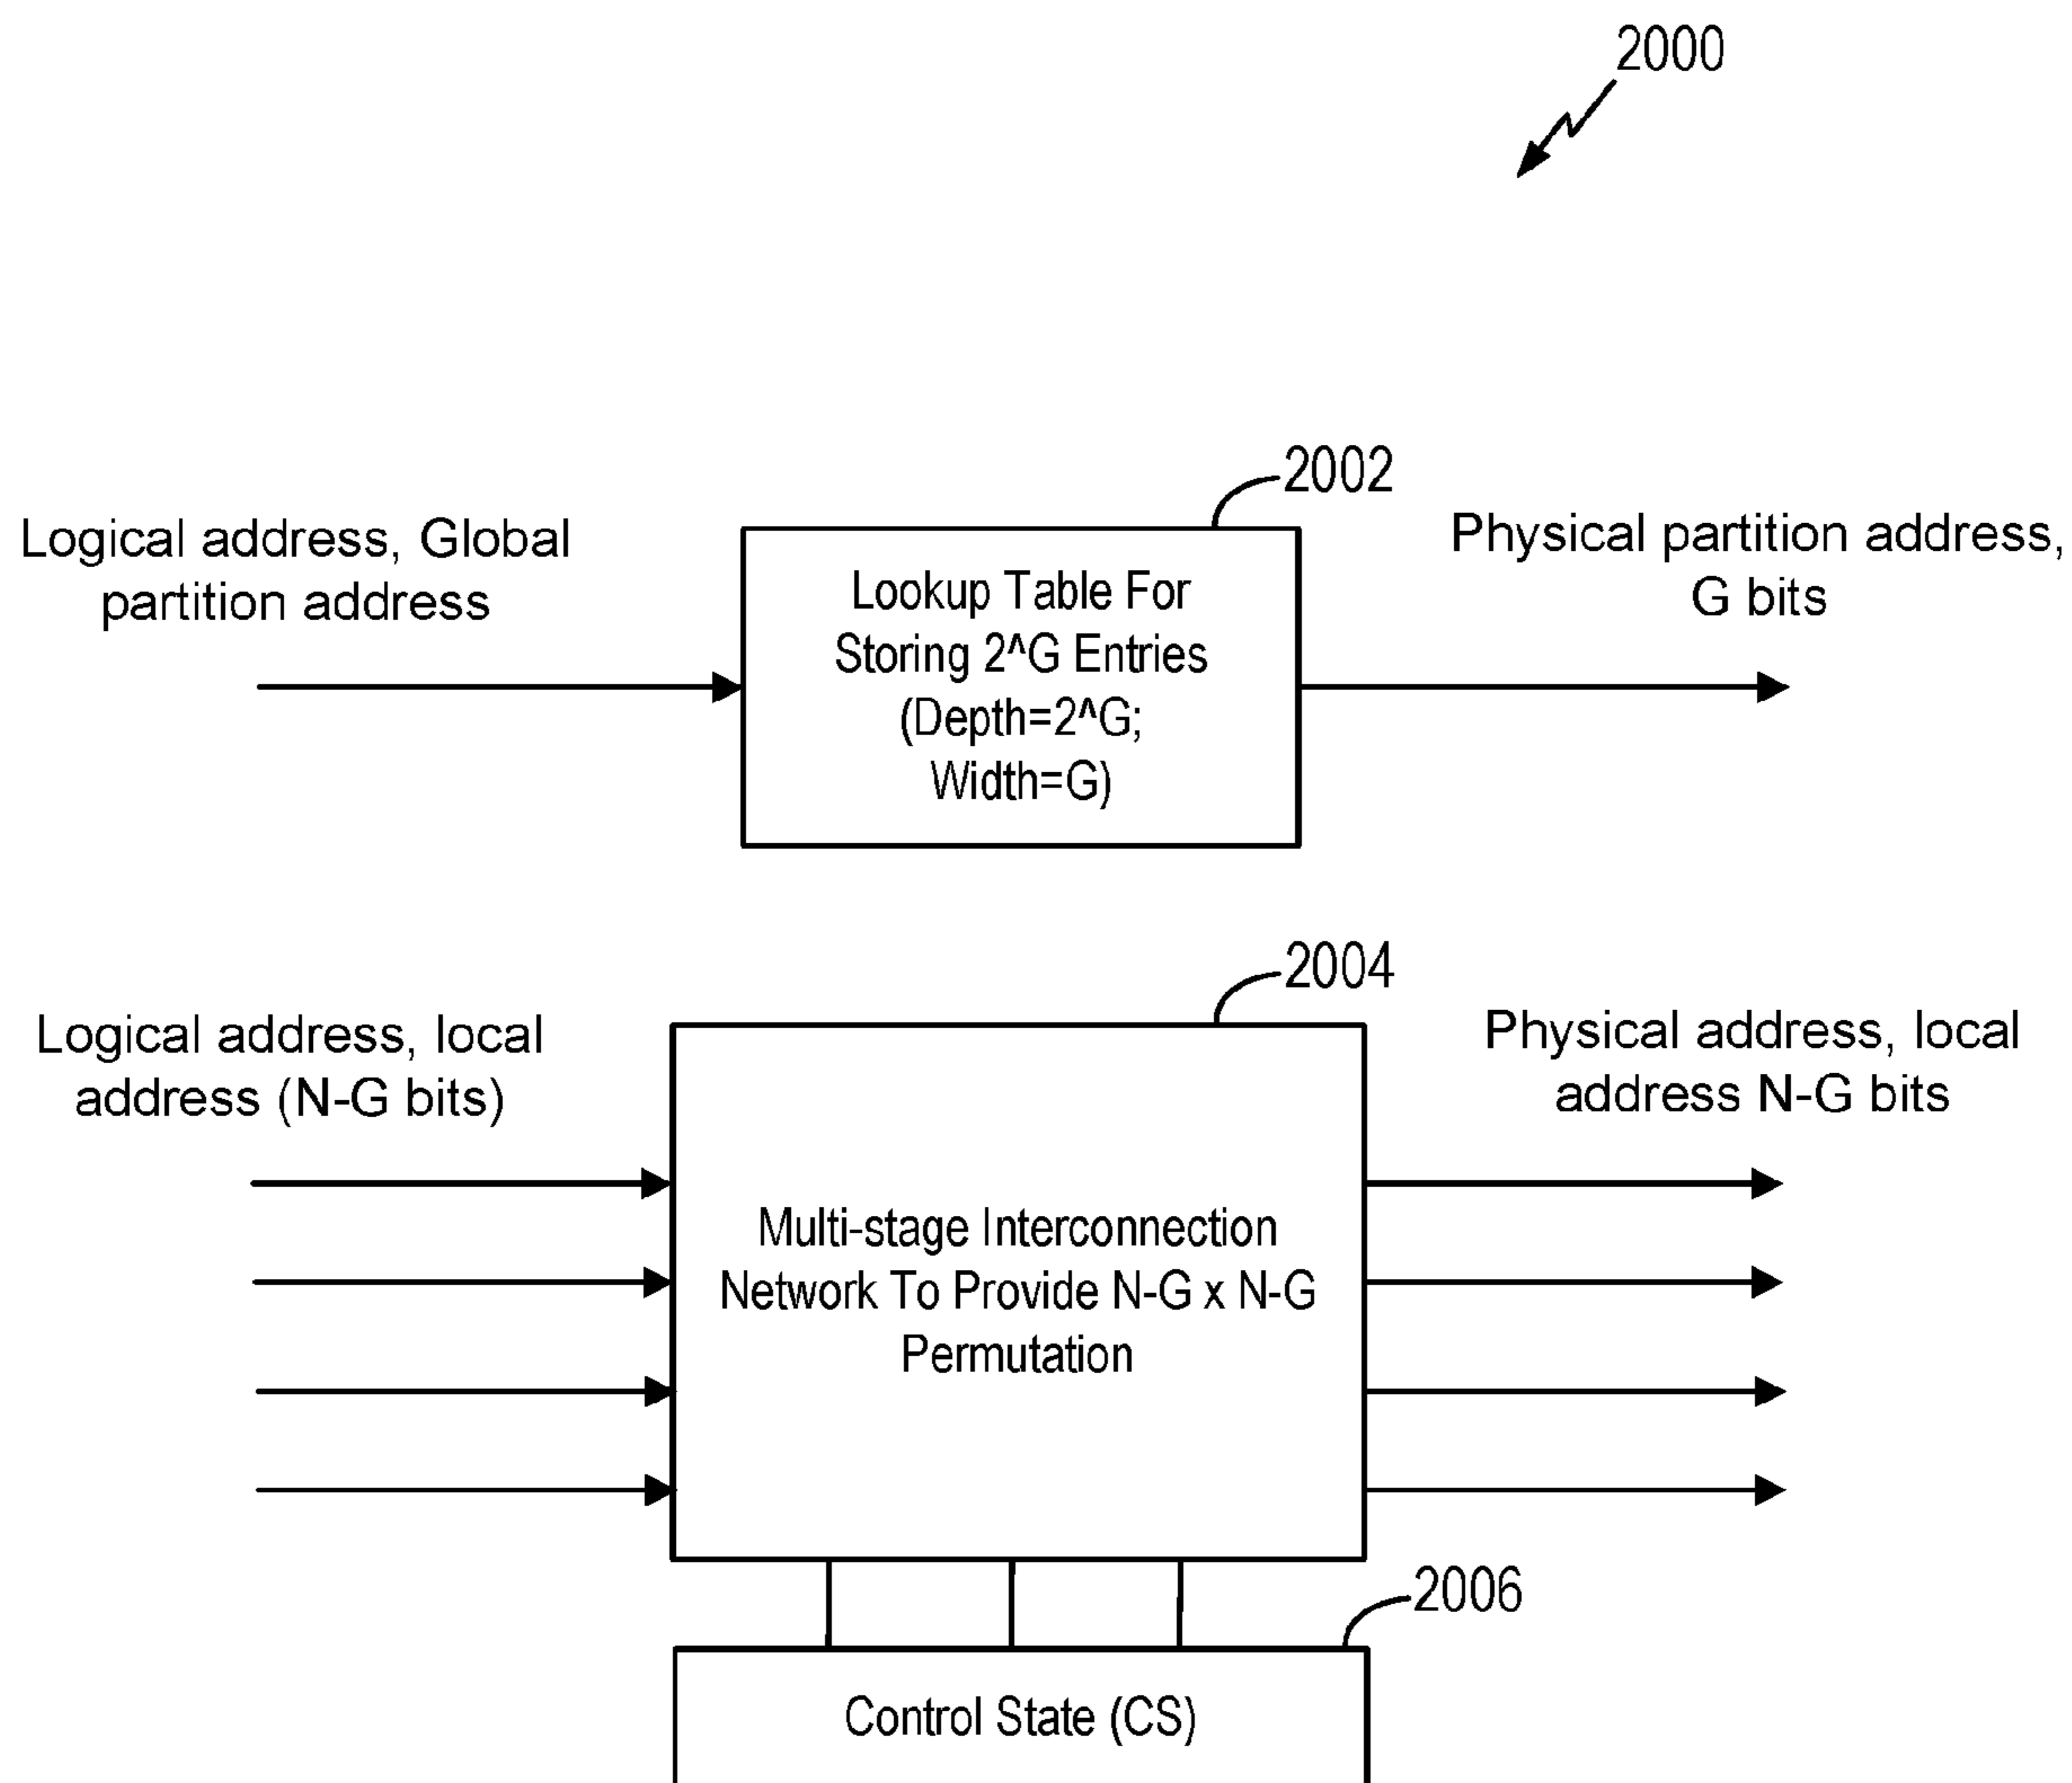 2000
2002
Logical address, Global
partition address
Lookup Table For
Storing 2^G Entries
(Depth=2^G;
Width=G)
Physical partition address,
G bits
2004
Logical address, local
address (N-G bits)
Multi-stage Interconnection
Network To Provide N-G x N-G
Permutation
Physical address, local
address N-G bits
2006
Control State (CS)